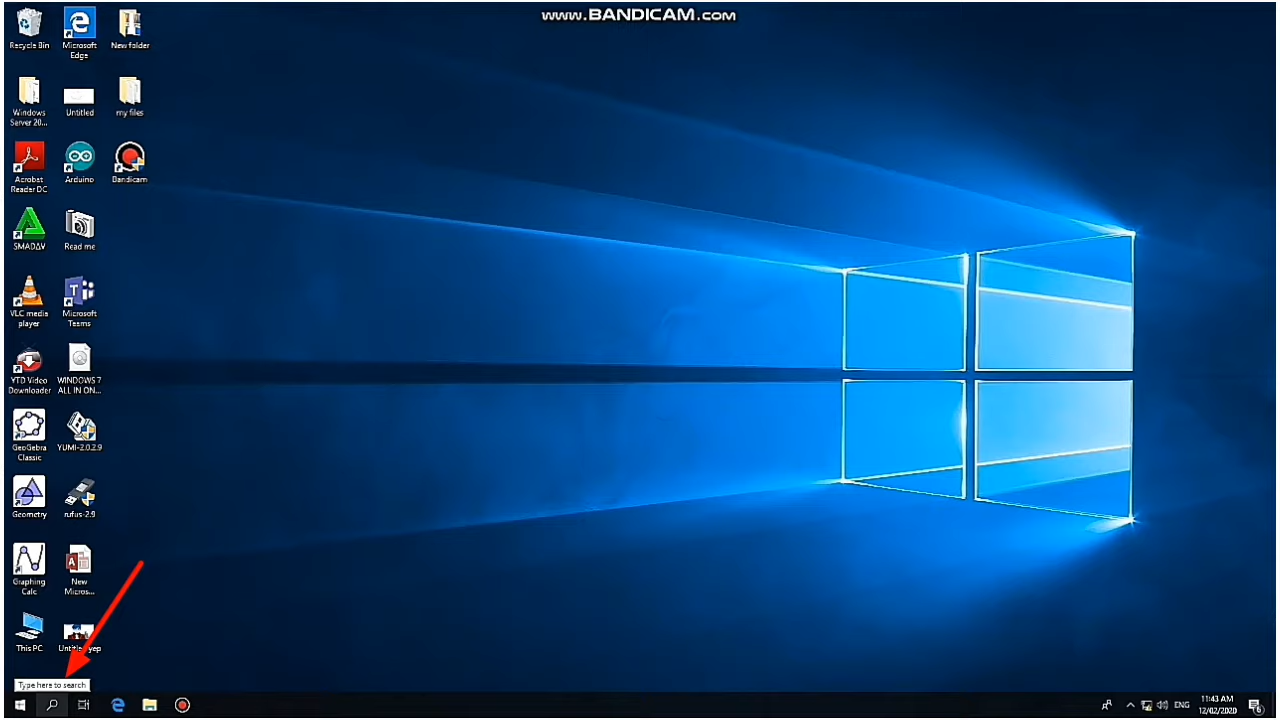 www.BANDICAM.com
Recycle Bin
Microsoft
Edge
New folder
Windows
Server 20...
Untitled
my files
Acrobat
Reader DC
Arduino
Bandicam
SMADΔV
Read me
VLC media
player
Microsoft
Teams
YTD Video
Downloader
WINDOWS 7
ALL IN ON...
GeoGebra
Classic
YUMI-2.0.2.9
Geometry
rufus-2.9
Graphing
Calc
New
Micros...
This PC
Type here to search
ENG
11:43 AM
12/02/2020
6